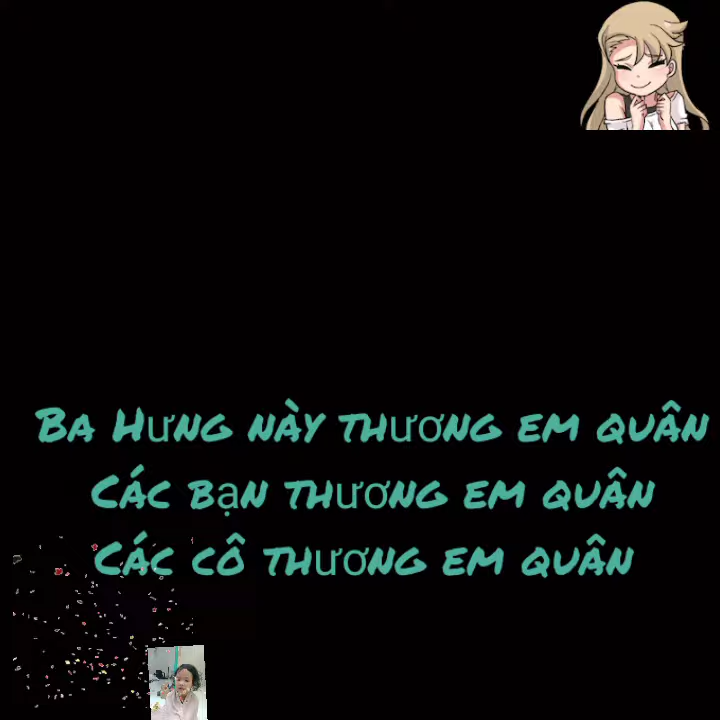 Ba Hưng này thương em quân
Các bạn thương em quân
Các cô thương em quân